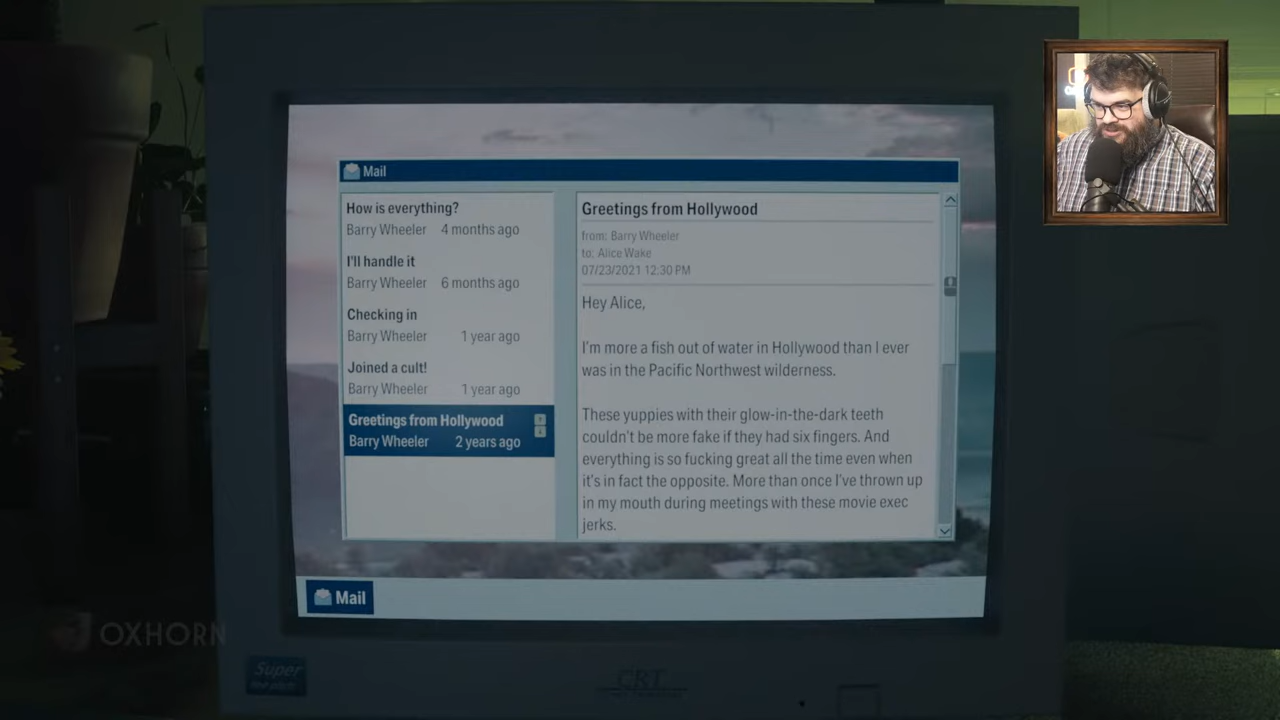 Mail
How is everything?
Barry Wheeler 4 months ago
I'll handle it
Barry Wheeler 6 months ago
Checking in
Barry Wheeler 1 year ago
Joined a cult!
Barry Wheeler 1 year ago
Greetings from Hollywood
Barry Wheeler 2 years ago
Greetings from Hollywood
from: Barry Wheeler
to: Alice Wake
07/23/2021 12:30 PM
Hey Alice,
I'm more a fish out of water in Hollywood than I ever
was in the Pacific Northwest wilderness.
These yuppies with their glow-in-the-dark teeth
couldn't be more fake if they had six fingers. And
everything is so fucking great all the time even when
it's in fact the opposite. More than once I've thrown up
in my mouth during meetings with these movie exec
jerks.
Mail
OXHORN
Super
CRT